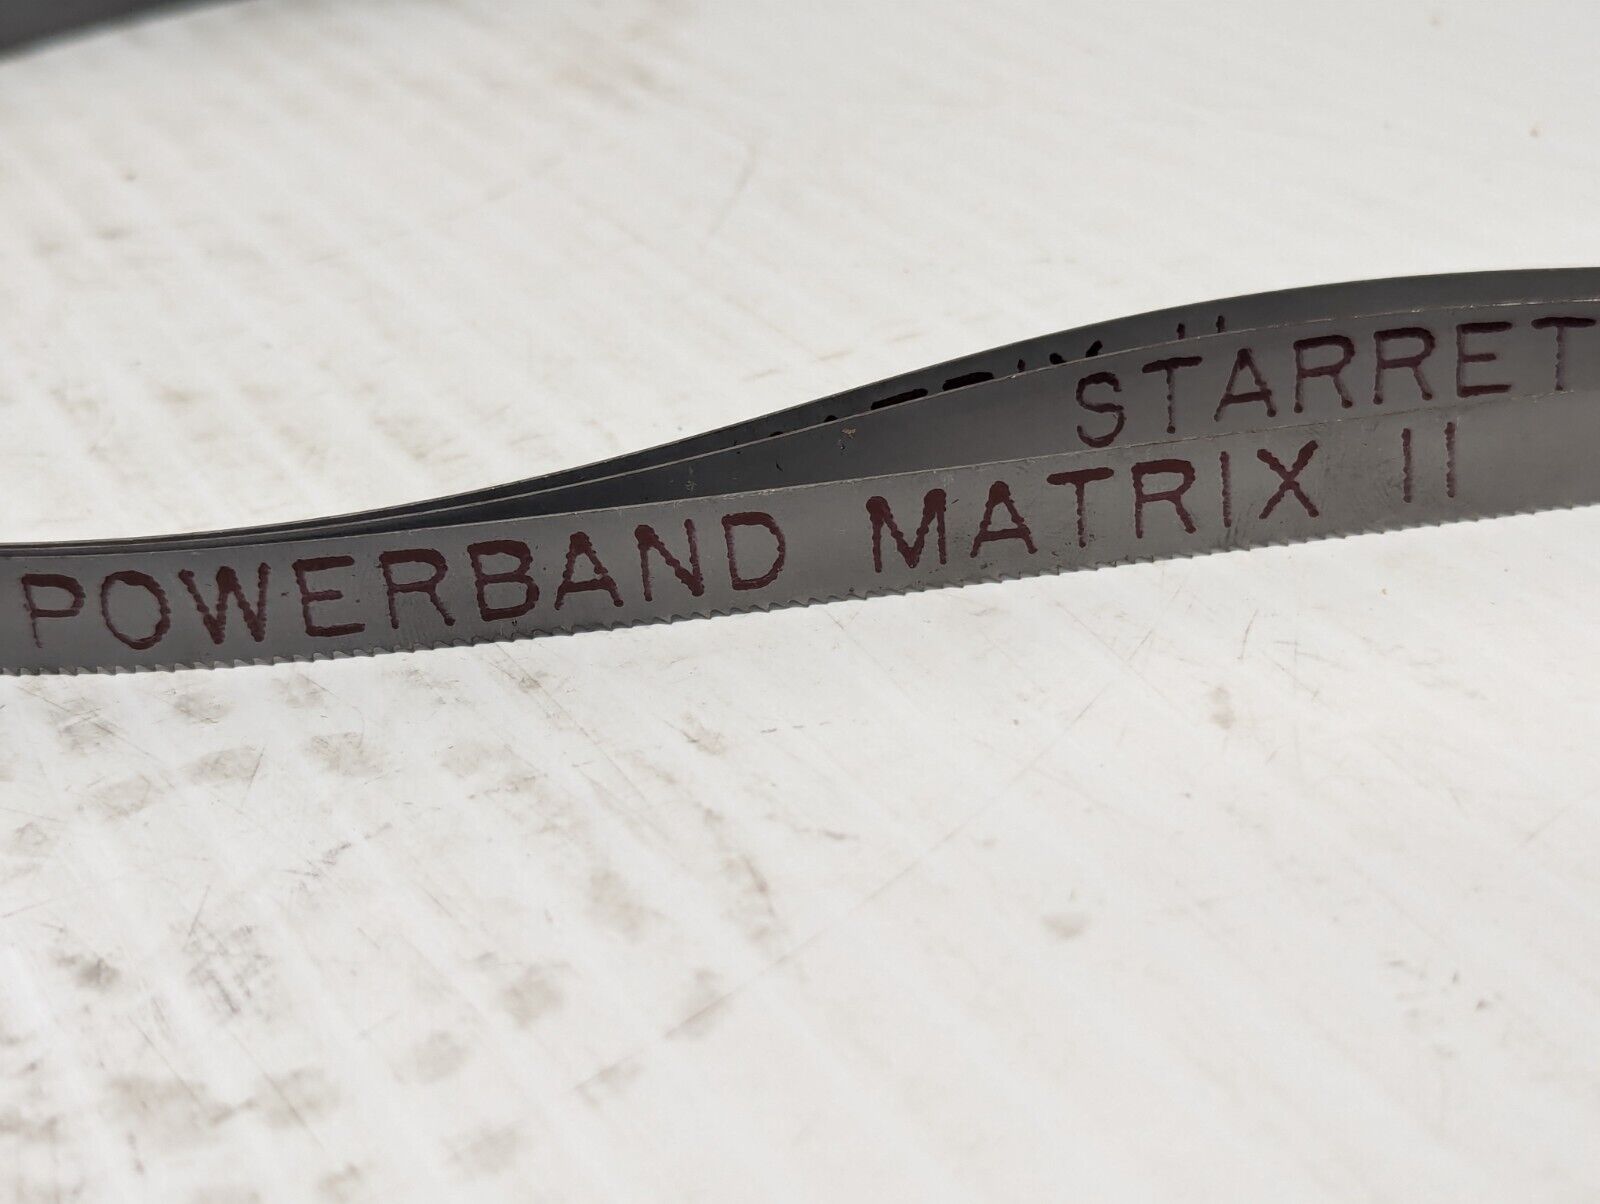 STARRET
POWERBAND MATRIX II